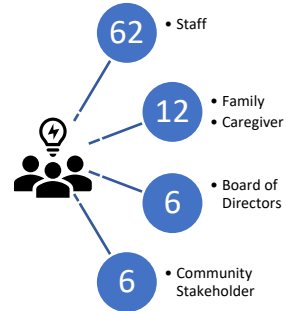 62
• Staff
12
• Family
• Caregiver
6
• Board of
Directors
6
• Community
Stakeholder